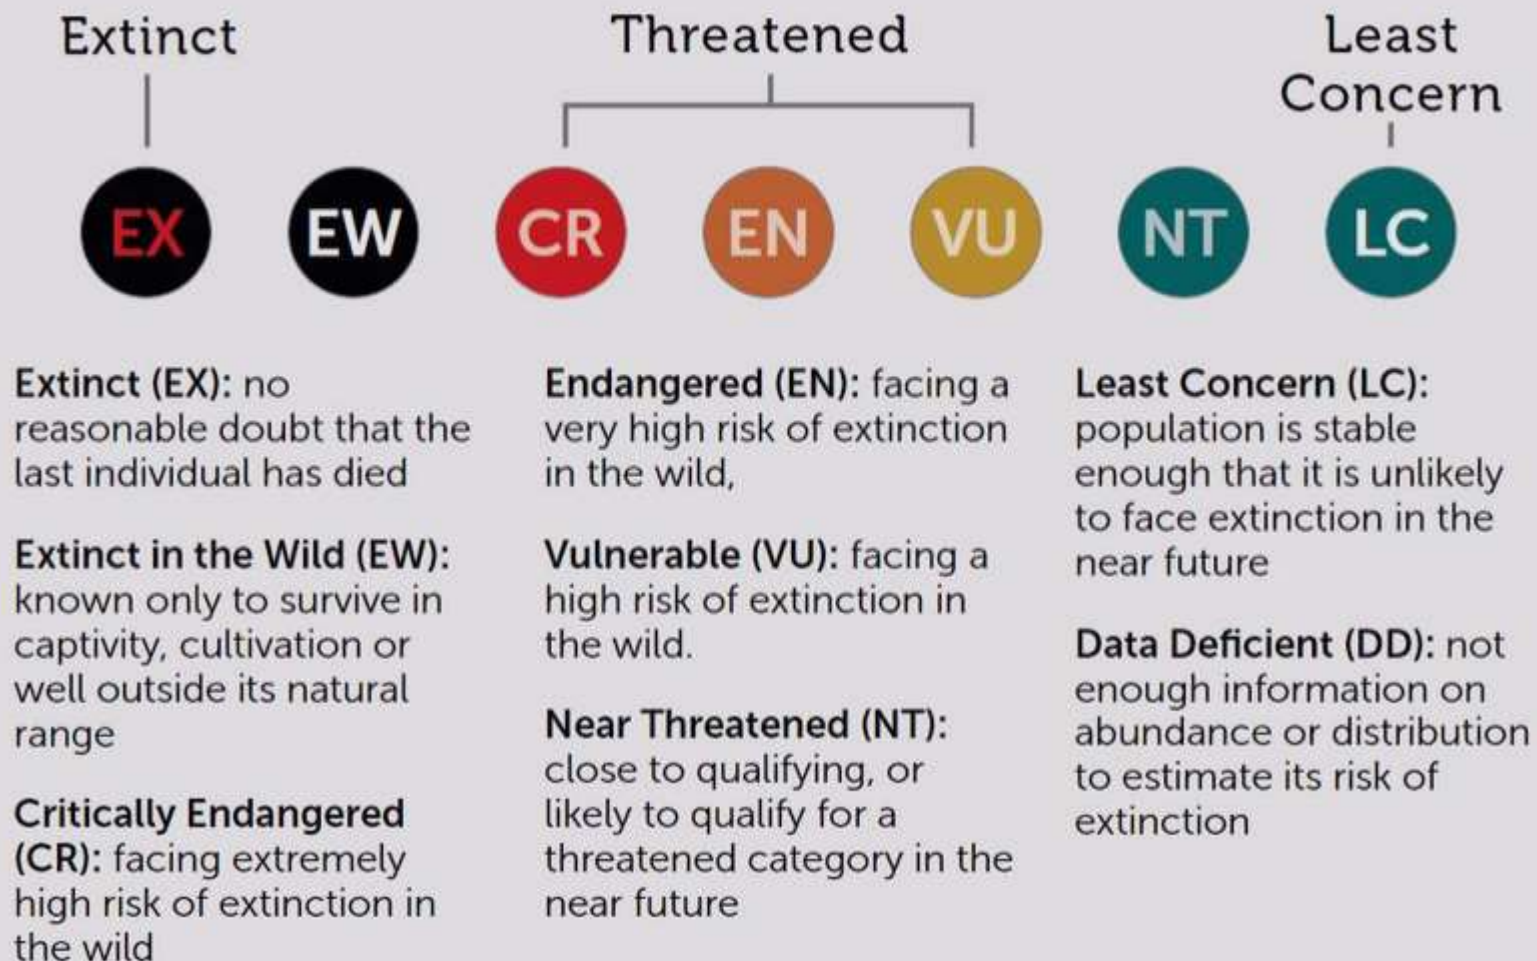 Extinct
Threatened
Least
Concern
EX
EW
CR
EN
VU
NT
LC
Extinct (EX): no
reasonable doubt that the
last individual has died
Extinct in the Wild (EW):
known only to survive in
captivity, cultivation or
well outside its natural
range
Critically Endangered
(CR): facing extremely
high risk of extinction in
the wild
Endangered (EN): facing a
very high risk of extinction
in the wild,
Vulnerable (VU): facing a
high risk of extinction in
the wild.
Near Threatened (NT):
close to qualifying, or
likely to qualify for a
threatened category in the
near future
Least Concern (LC):
population is stable
enough that it is unlikely
to face extinction in the
near future
Data Deficient (DD): not
enough information on
abundance or distribution
to estimate its risk of
extinction